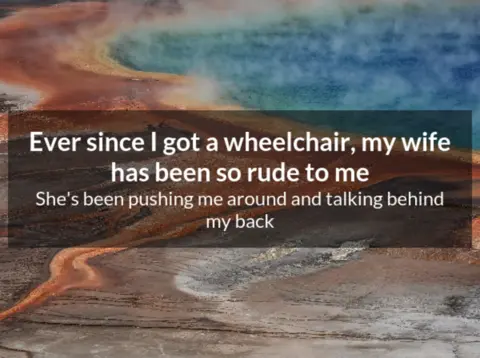 Ever since I got a wheelchair, my wife
has been so rude to me
She's been pushing me around and talking behind
my back